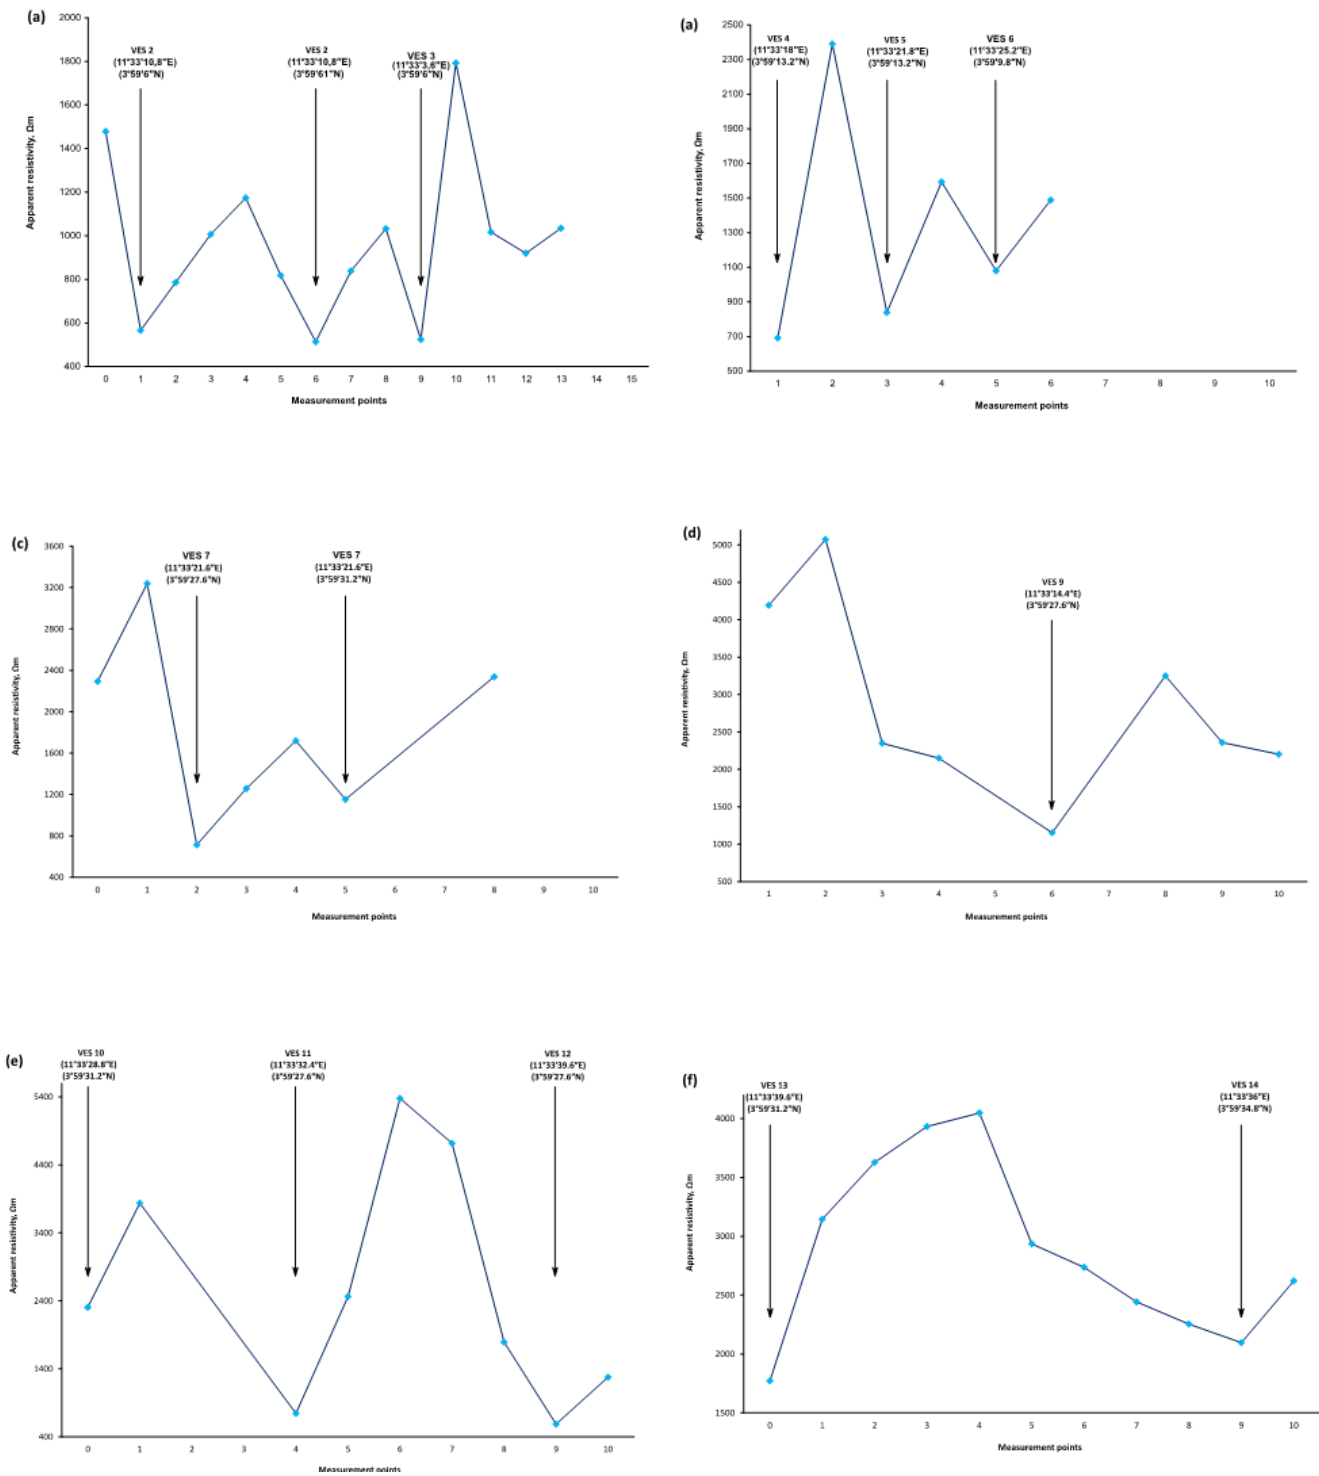 (a)
VES 2
(11°33'10,8"E)
(3°59'6"N)
VES 2
(11°33'10,8"E)
(3°59'61"N)
VES 3
(11°33'3,6"E)
(3°59'6"N)
Apparent resistivity, Ωm
2000
1800
1600
1400
1200
1000
800
600
400
0 1 2 3 4 5 6 7 8 9 10 11 12 13 14 15
Measurement points
(a)
VES 4
(11°33'18"E)
(3°59'13.2"N)
VES 5
(11°33'21.8"E)
(3°59'13.2"N)
VES 6
(11°33'25.2"E)
(3°59'9.8"N)
Apparent resistivity, Ωm
2500
2300
2100
1900
1700
1500
1300
1100
900
700
500
1 2 3 4 5 6 7 8 9 10
Measurement points
(c)
VES 7
(11°33'21.6"E)
(3°59'27.6"N)
VES 7
(11°33'21.6"E)
(3°59'31.2"N)
Apparent resistivity, Ωm
3600
3200
2800
2400
2000
1600
1200
800
400
0 1 2 3 4 5 6 7 8 9 10
Measurement points
(d)
VES 9
(11°33'14.4"E)
(3°59'27.6"N)
Apparent resistivity, Ωm
5000
4500
4000
3500
3000
2500
2000
1500
1000
500
1 2 3 4 5 6 7 8 9 10
Measurement points
(e)
VES 10
(11°33'28.8"E)
(3°59'31.2"N)
VES 11
(11°33'32.4"E)
(3°59'27.6"N)
VES 12
(11°33'39.6"E)
(3°59'27.6"N)
Apparent resistivity, Ωm
5400
4400
3400
2400
1400
400
0 1 2 3 4 5 6 7 8 9 10
Measurement points
(f)
VES 13
(11°33'39.6"E)
(3°59'31.2"N)
VES 14
(11°33'36"E)
(3°59'34.8"N)
Apparent resistivity, Ωm
4000
3500
3000
2500
2000
1500
0 1 2 3 4 5 6 7 8 9 10
Measurement points